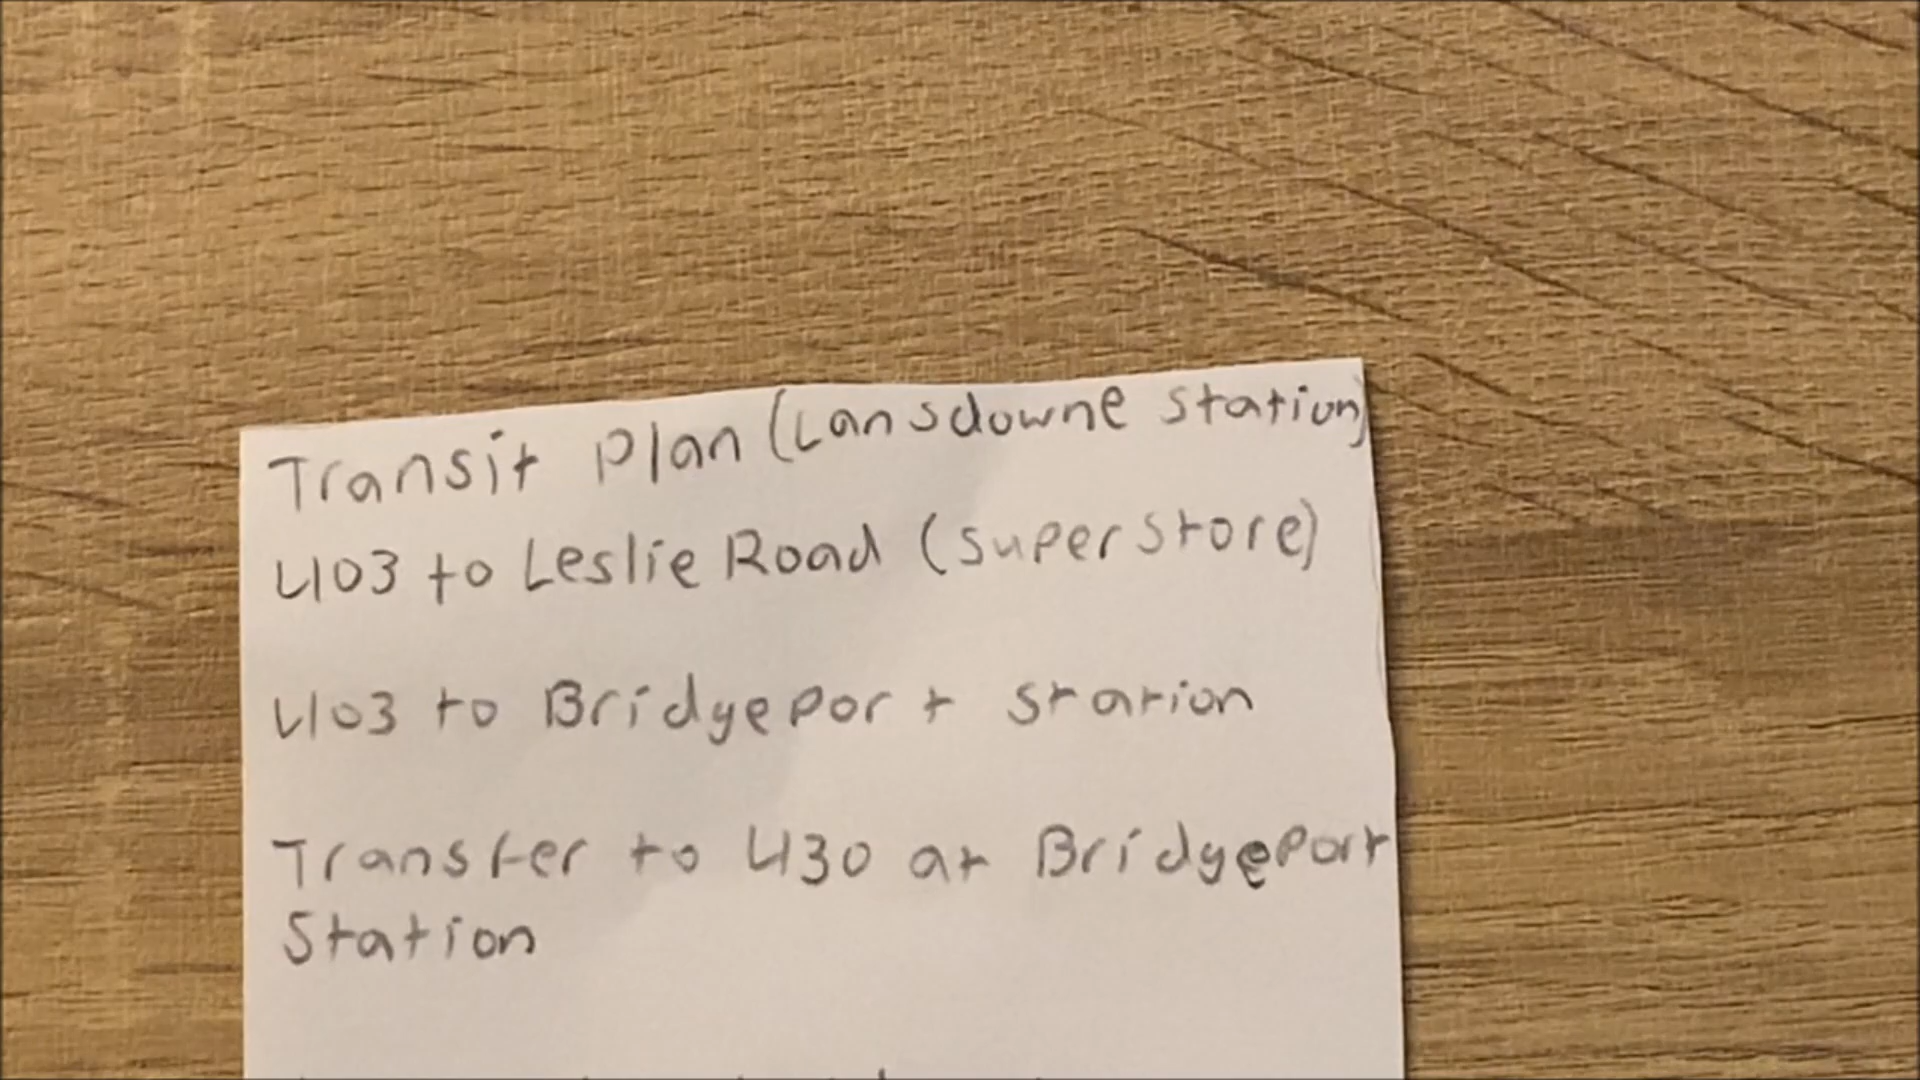 Transit Plan (Lansdowne Station)
403 to Leslie Road (superstore)
403 to Bridgeport Station
Transfer to 430 at Bridgeport
Station